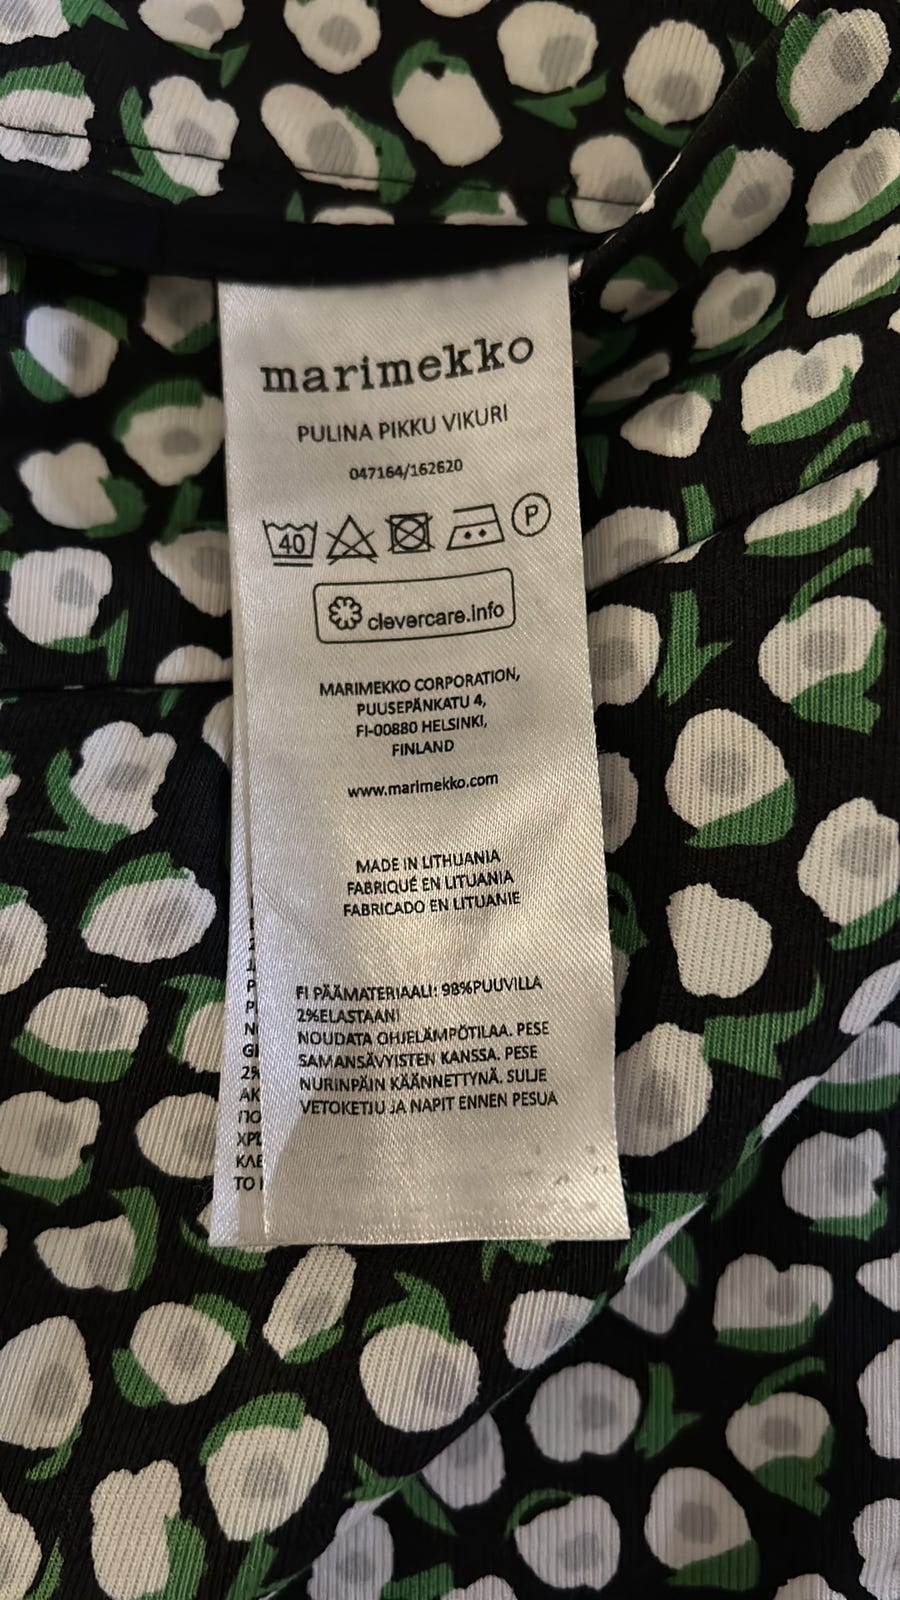 marimekko
PULINA PIKKU VIKURI
047164/162620
40
P
clevercare.info
MARIMEKKO CORPORATION,
PUUSEPÄNKATU 4,
FI-00880 HELSINKI,
FINLAND
www.marimekko.com
MADE IN LITHUANIA
FABRIQUÉ EN LITUANIA
FABRICADO EN LITUANIE
FI PÄÄMATERIAALI: 98%PUUVILLA
2%ELASTAANI
NOUDATA OHJELÄMPÖTILAA. PESE
SAMANSÄVYISTEN KANSSA. PESE
NURINPÄIN KÄÄNNETTYNÄ. SULJE
VETOKETJU JA NAPIT ENNEN PESUA